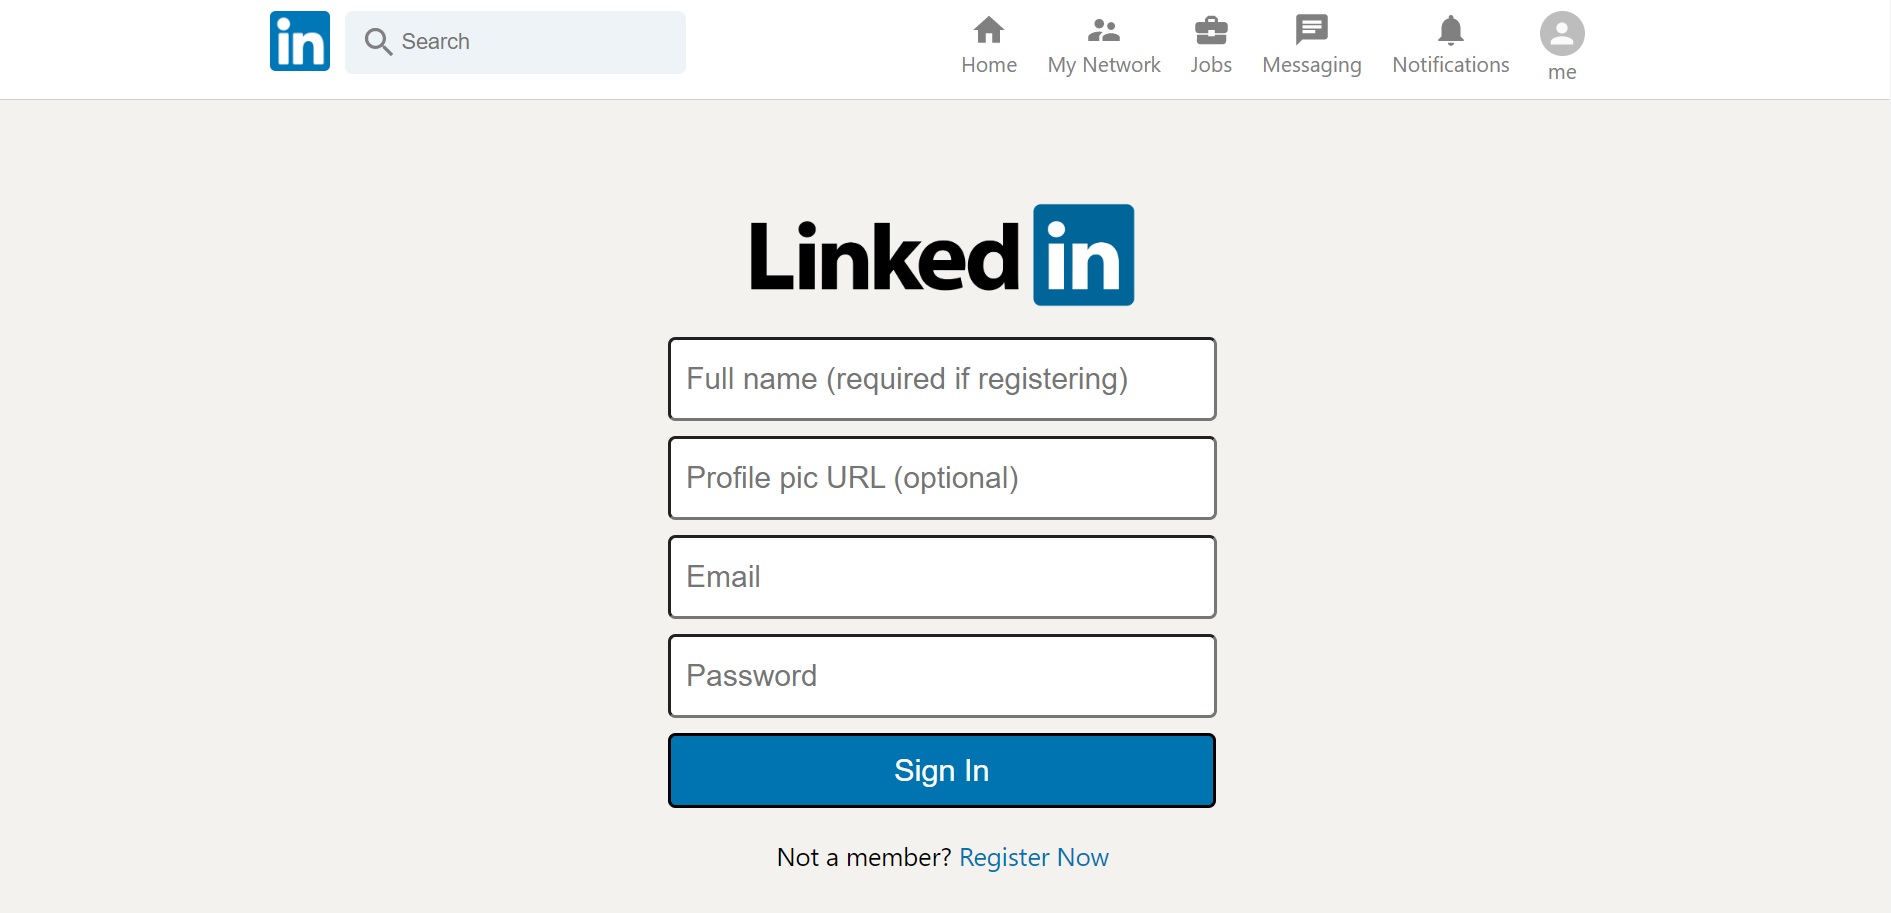 in
Search
Home
My Network
Jobs
Messaging
Notifications
me
Linked in
Full name (required if registering)
Profile pic URL (optional)
Email
Password
Sign In
Not a member? Register Now